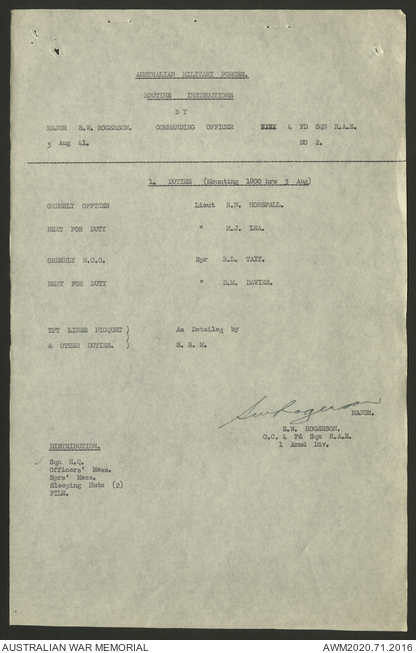 AUSTRALIAN MILITARY FORCES.
ROUTINE INSTRUCTIONS
BY
MAJOR S.W. ROGERSON. COMMANDING OFFICER 4 FD SQN R.A.E.
3 Aug 41. NO 2.
1. DUTIES (Mounting 1800 hrs 3 Aug)
ORDERLY OFFICER Lieut R.N. HORSFALL.
NEXT FOR DUTY " M.J. LEA.
ORDERLY N.C.O. Spr R.L. TAIT.
NEXT FOR DUTY " D.M. DAVIES.
TPT LINES PICQUET } As Detailed by
& OTHER DUTIES. } S. S. M.
SwRogerson MAJOR.
S.W. ROGERSON.
O.C. 4 Fd Sqn R.A.E.
1 Armd Div.
DISTRIBUTION.
Sqn H.Q.
Officers' Mess.
Sgts' Mess.
Sleeping Huts (2)
FILE.
AUSTRALIAN WAR MEMORIAL AWM2020.71.2016